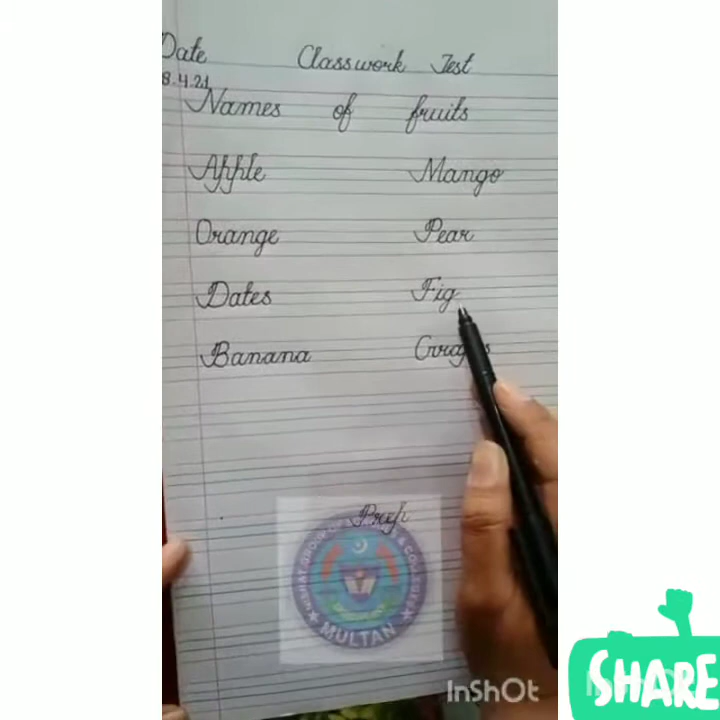 Date Classwork Test
8.4.21
Names of fruits
Apple Mango
Orange Pear
Dates Fig
Banana
Prep
MULTAN
InShOt
SHARE